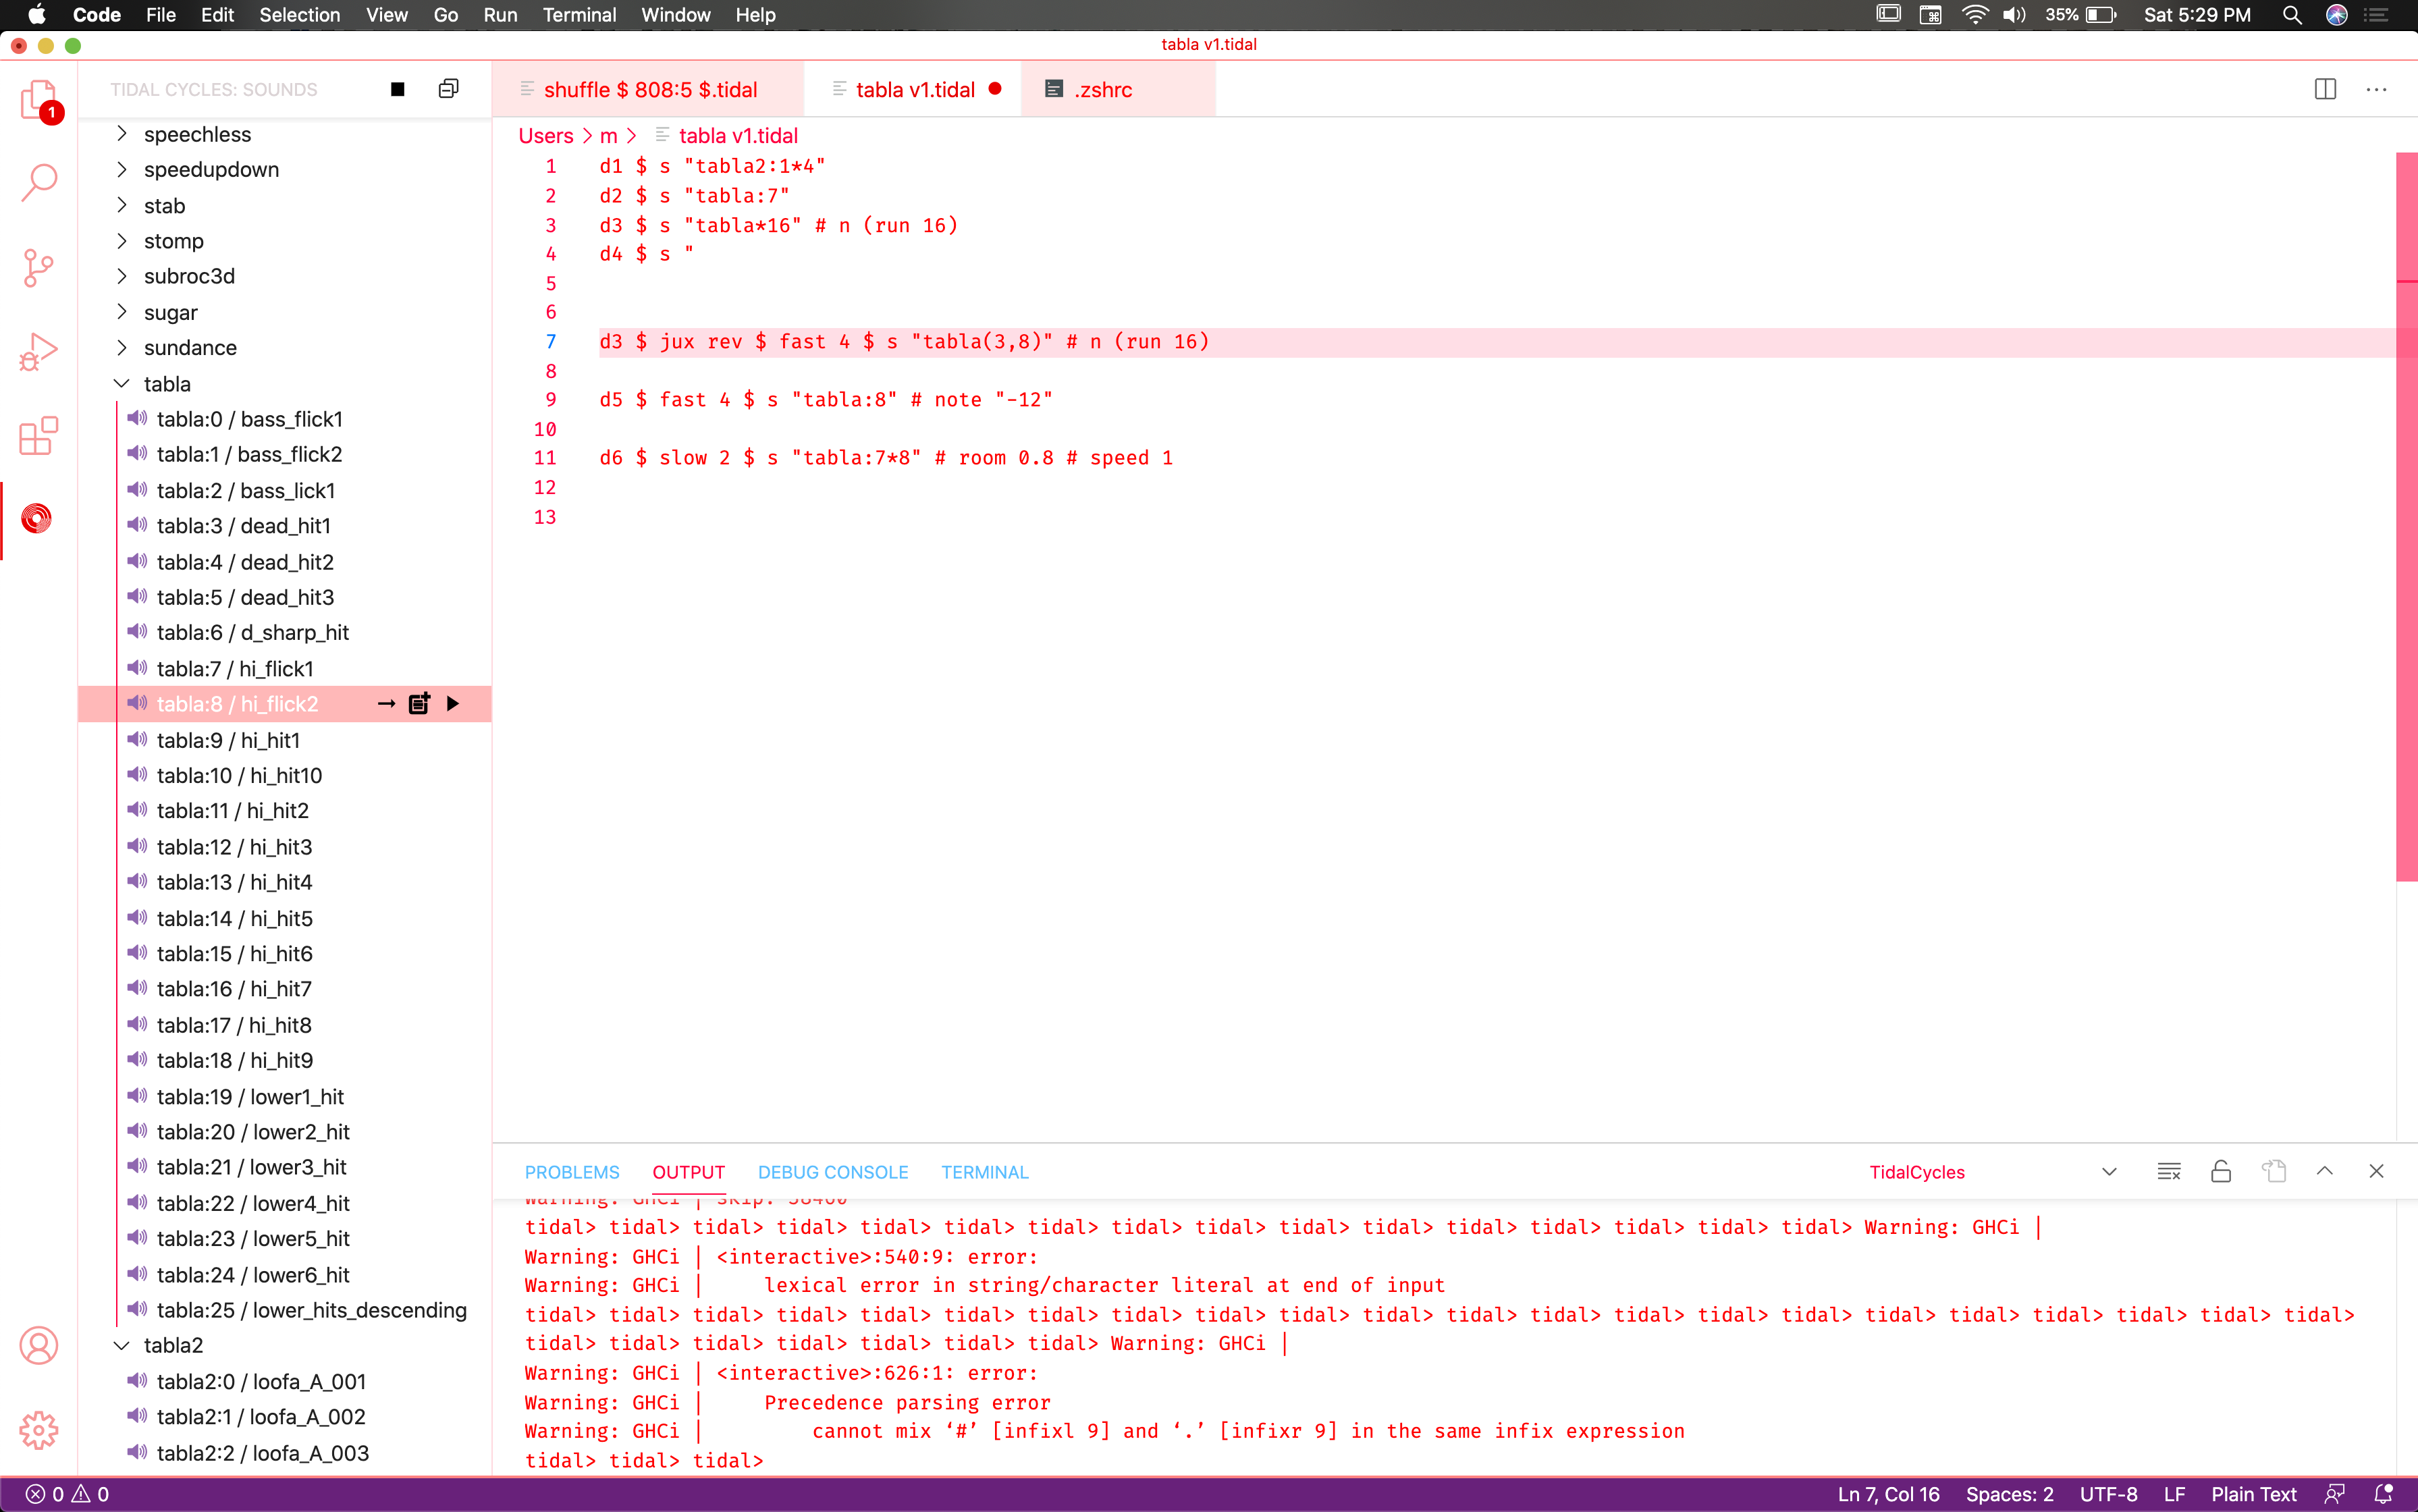 Code File Edit Selection View Go Run Terminal Window Help 35% Sat 5:29 PM
tabla v1.tidal
1
TIDAL CYCLES: SOUNDS
speechless
speedupdown
stab
stomp
subroc3d
sugar
sundance
tabla
tabla:0 / bass_flick1
tabla:1 / bass_flick2
tabla:2 / bass_lick1
tabla:3 / dead_hit1
tabla:4 / dead_hit2
tabla:5 / dead_hit3
tabla:6 / d_sharp_hit
tabla:7 / hi_flick1
tabla:8 / hi_flick2
tabla:9 / hi_hit1
tabla:10 / hi_hit10
tabla:11 / hi_hit2
tabla:12 / hi_hit3
tabla:13 / hi_hit4
tabla:14 / hi_hit5
tabla:15 / hi_hit6
tabla:16 / hi_hit7
tabla:17 / hi_hit8
tabla:18 / hi_hit9
tabla:19 / lower1_hit
tabla:20 / lower2_hit
tabla:21 / lower3_hit
tabla:22 / lower4_hit
tabla:23 / lower5_hit
tabla:24 / lower6_hit
tabla:25 / lower_hits_descending
tabla2
tabla2:0 / loofa_A_001
tabla2:1 / loofa_A_002
tabla2:2 / loofa_A_003
shuffle $ 808:5 $.tidal tabla v1.tidal .zshrc
Users > m > tabla v1.tidal
1 d1 $ s "tabla2:1*4"
2 d2 $ s "tabla:7"
3 d3 $ s "tabla*16" # n (run 16)
4 d4 $ s "
5
6
7 d3 $ jux rev $ fast 4 $ s "tabla(3,8)" # n (run 16)
8
9 d5 $ fast 4 $ s "tabla:8" # note "-12"
10
11 d6 $ slow 2 $ s "tabla:7*8" # room 0.8 # speed 1
12
13
PROBLEMS OUTPUT DEBUG CONSOLE TERMINAL TidalCycles
Warning: GHCi | skip: 58460
tidal> tidal> tidal> tidal> tidal> tidal> tidal> tidal> tidal> tidal> tidal> tidal> tidal> tidal> tidal> tidal> Warning: GHCi |
Warning: GHCi | <interactive>:540:9: error:
Warning: GHCi |     lexical error in string/character literal at end of input
tidal> tidal> tidal> tidal> tidal> tidal> tidal> tidal> tidal> tidal> tidal> tidal> tidal> tidal> tidal> tidal> tidal> tidal> tidal> tidal> tidal> tidal>
tidal> tidal> tidal> tidal> tidal> tidal> tidal> Warning: GHCi |
Warning: GHCi | <interactive>:626:1: error:
Warning: GHCi |     Precedence parsing error
Warning: GHCi |         cannot mix ‘#’ [infixl 9] and ‘.’ [infixr 9] in the same infix expression
tidal> tidal> tidal>
0 0 Ln 7, Col 16 Spaces: 2 UTF-8 LF Plain Text